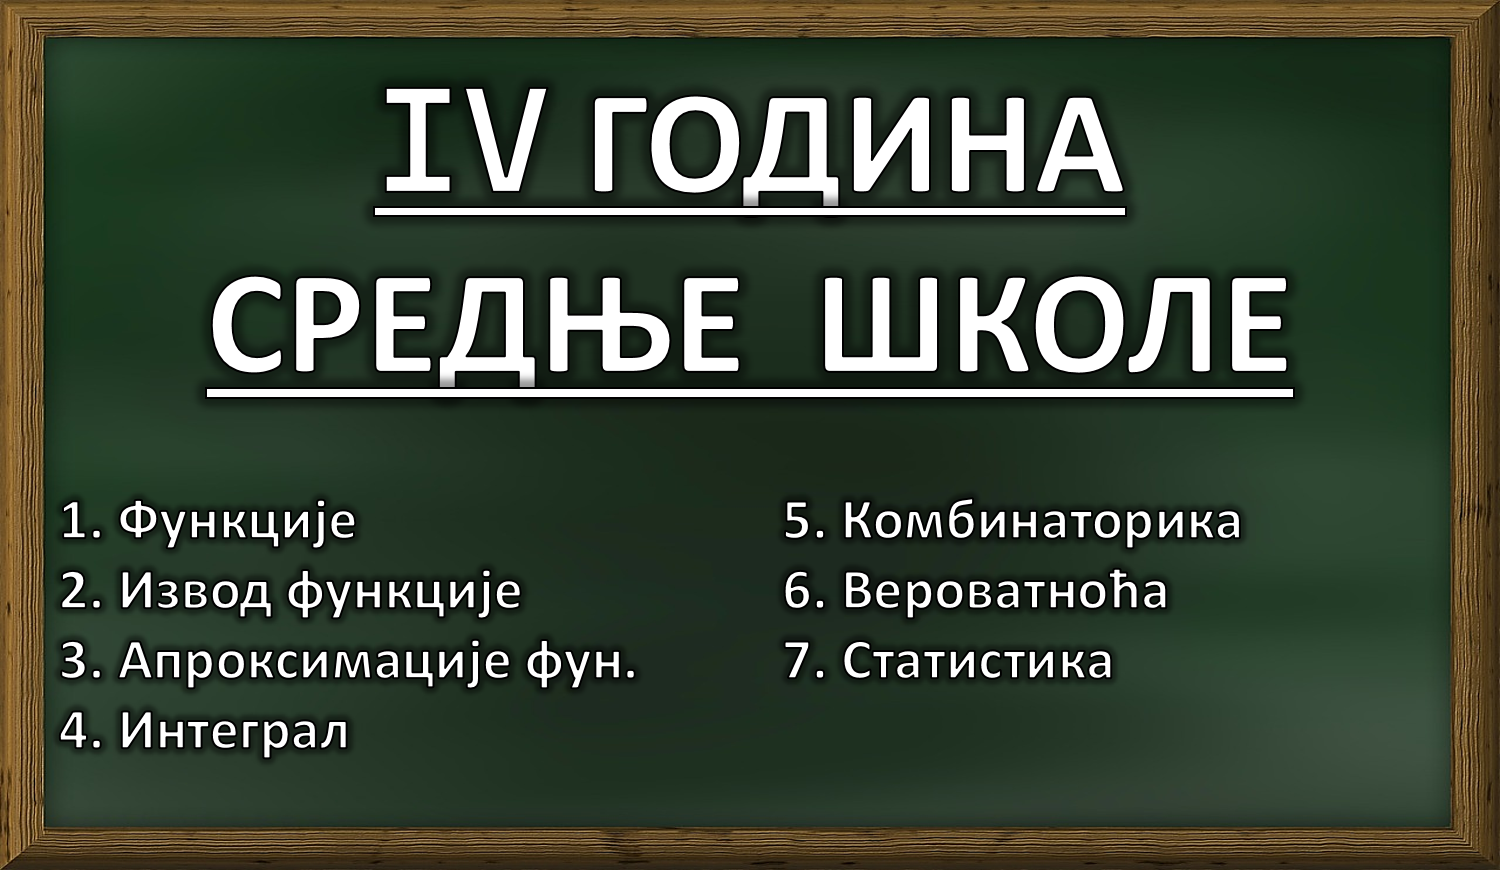 IV ГОДИНА
СРЕДЊЕ ШКОЛЕ
1. Функције
2. Извод функције
3. Апроксимације фун.
4. Интеграл
5. Комбинаторика
6. Вероватноћа
7. Статистика